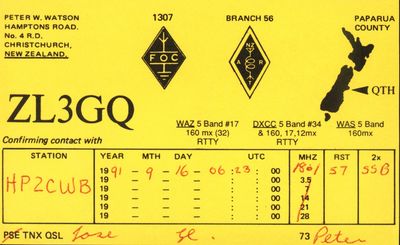 PETER W. WATSON
HAMPTONS ROAD.
No. 4 R.D.
CHRISTCHURCH,
NEW ZEALAND.
1307
FOC
BRANCH 56
NZ
A R
T
PAPARUA
COUNTY
QTH
ZL3GQ
Confirming contact with
WAZ 5 Band #17
160 mx (32)
RTTY
DXCC 5 Band #34
& 160, 17,12mx
RTTY
WAS 5 Band
160mx
STATION YEAR MTH DAY UTC MHZ RST 2x
HP2CWB 1991 - 9 - 16 - 06 : 23 : 00 57 SSB
19 : : 00 3.5
19 : : 00 7
19 : : 00 14
19 : : 00 21
19 : : 00 28
PSE TNX QSL Jose 73 Peter